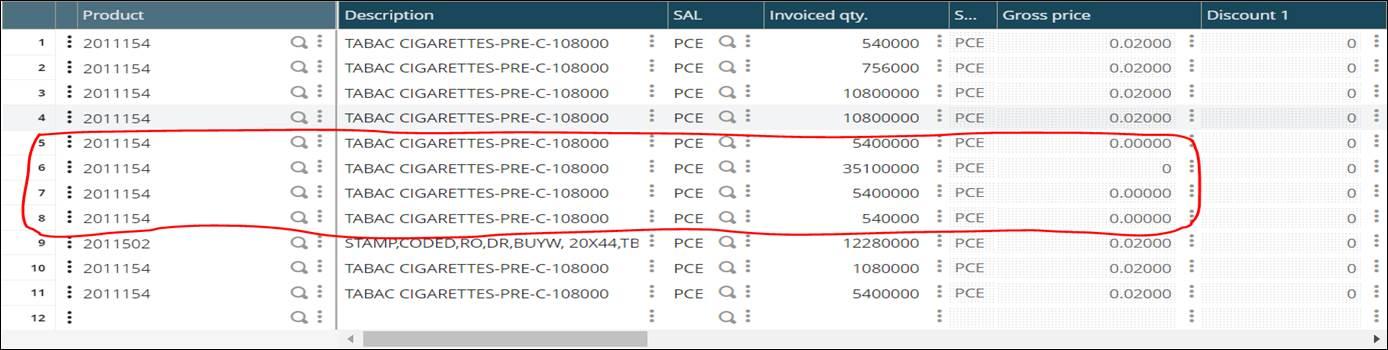 Product Description SAL Invoiced qty. S... Gross price Discount 1
1 2011154 TABAC CIGARETTES-PRE-C-108000 PCE 540000 PCE 0.02000 0
2 2011154 TABAC CIGARETTES-PRE-C-108000 PCE 756000 PCE 0.02000 0
3 2011154 TABAC CIGARETTES-PRE-C-108000 PCE 10800000 PCE 0.02000 0
4 2011154 TABAC CIGARETTES-PRE-C-108000 PCE 10800000 PCE 0.02000 0
5 2011154 TABAC CIGARETTES-PRE-C-108000 PCE 5400000 PCE 0.00000 0
6 2011154 TABAC CIGARETTES-PRE-C-108000 PCE 35100000 PCE 0 0
7 2011154 TABAC CIGARETTES-PRE-C-108000 PCE 5400000 PCE 0.00000 0
8 2011154 TABAC CIGARETTES-PRE-C-108000 PCE 540000 PCE 0.00000 0
9 2011502 STAMP,CODED,RO,DR,BUYW, 20X44,TB PCE 12280000 PCE 0.02000 0
10 2011154 TABAC CIGARETTES-PRE-C-108000 PCE 1080000 PCE 0.02000 0
11 2011154 TABAC CIGARETTES-PRE-C-108000 PCE 5400000 PCE 0.02000 0
12